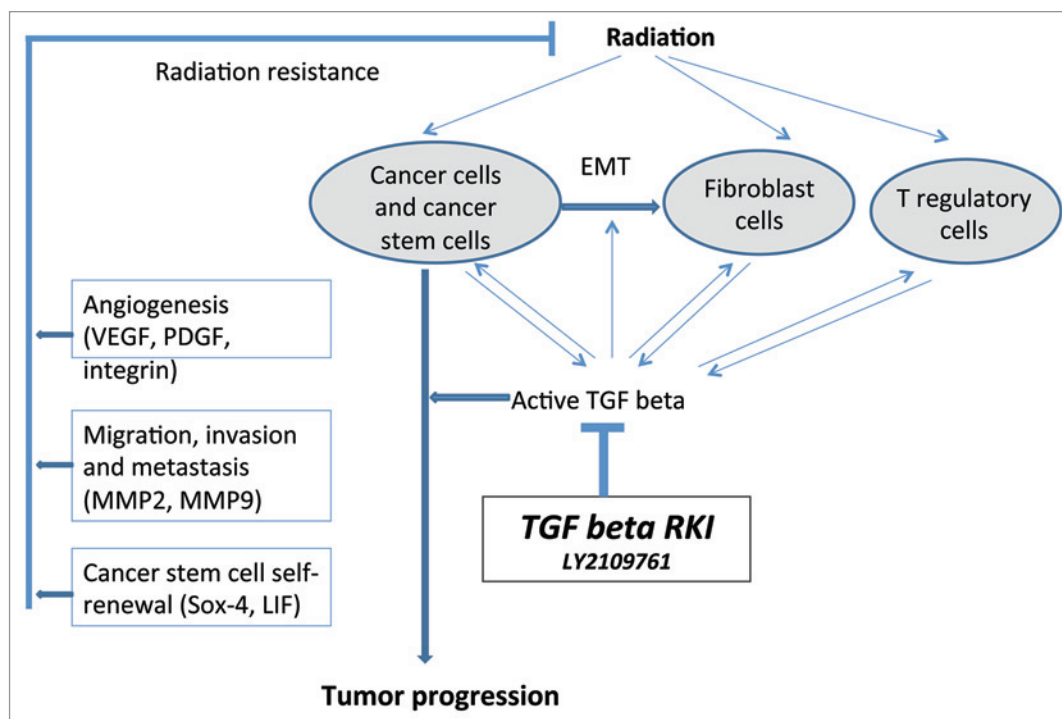 Radiation
Radiation resistance
Cancer cells
and cancer
stem cells
EMT
Fibroblast
cells
T regulatory
cells
Angiogenesis
(VEGF, PDGF,
integrin)
Active TGF beta
Migration, invasion
and metastasis
(MMP2, MMP9)
TGF beta RKI
LY2109761
Cancer stem cell self-
renewal (Sox-4, LIF)
Tumor progression